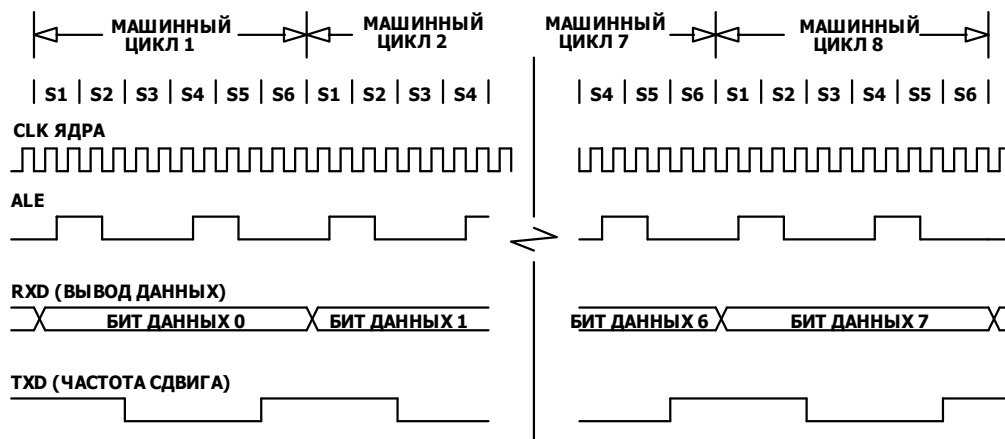 МАШИННЫЙ
ЦИКЛ 1
МАШИННЫЙ
ЦИКЛ 2
МАШИННЫЙ
ЦИКЛ 7
МАШИННЫЙ
ЦИКЛ 8
S1 S2 S3 S4 S5 S6 S1 S2 S3 S4
S4 S5 S6 S1 S2 S3 S4 S5 S6
CLK ЯДРА
ALE
RXD (ВЫВОД ДАННЫХ)
БИТ ДАННЫХ 0
БИТ ДАННЫХ 1
БИТ ДАННЫХ 6
БИТ ДАННЫХ 7
TXD (ЧАСТОТА СДВИГА)